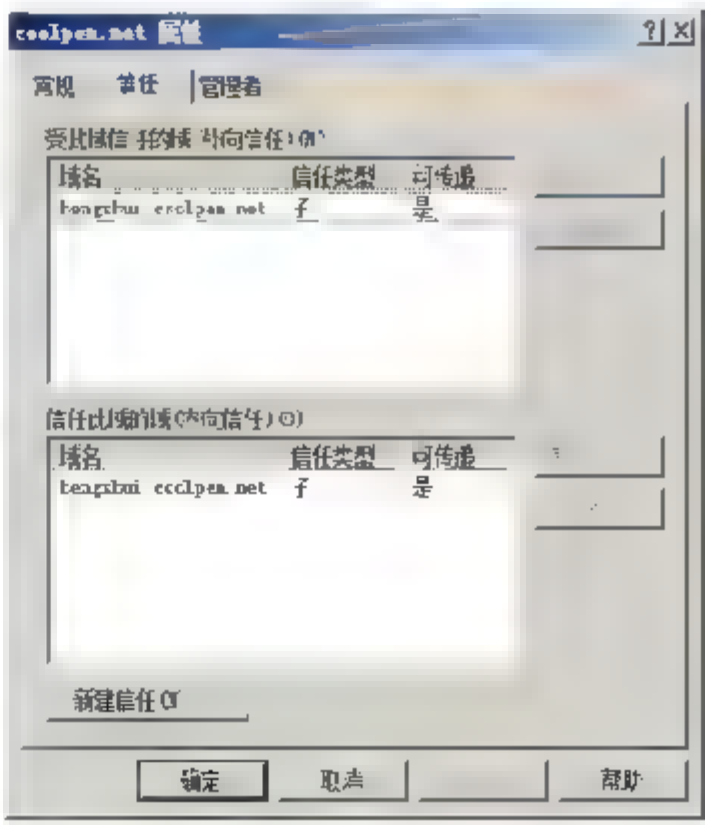 coolpen.net 属性
常规 信任 管理者
受此域信任的域(外向信任)
域名 信任类型 可传递
hengshui coolpen net 子 是
信任此域的域(内向信任)
域名 信任类型 可传递
hengshui coolpen net 子 是
新建信任
确定 取消 帮助